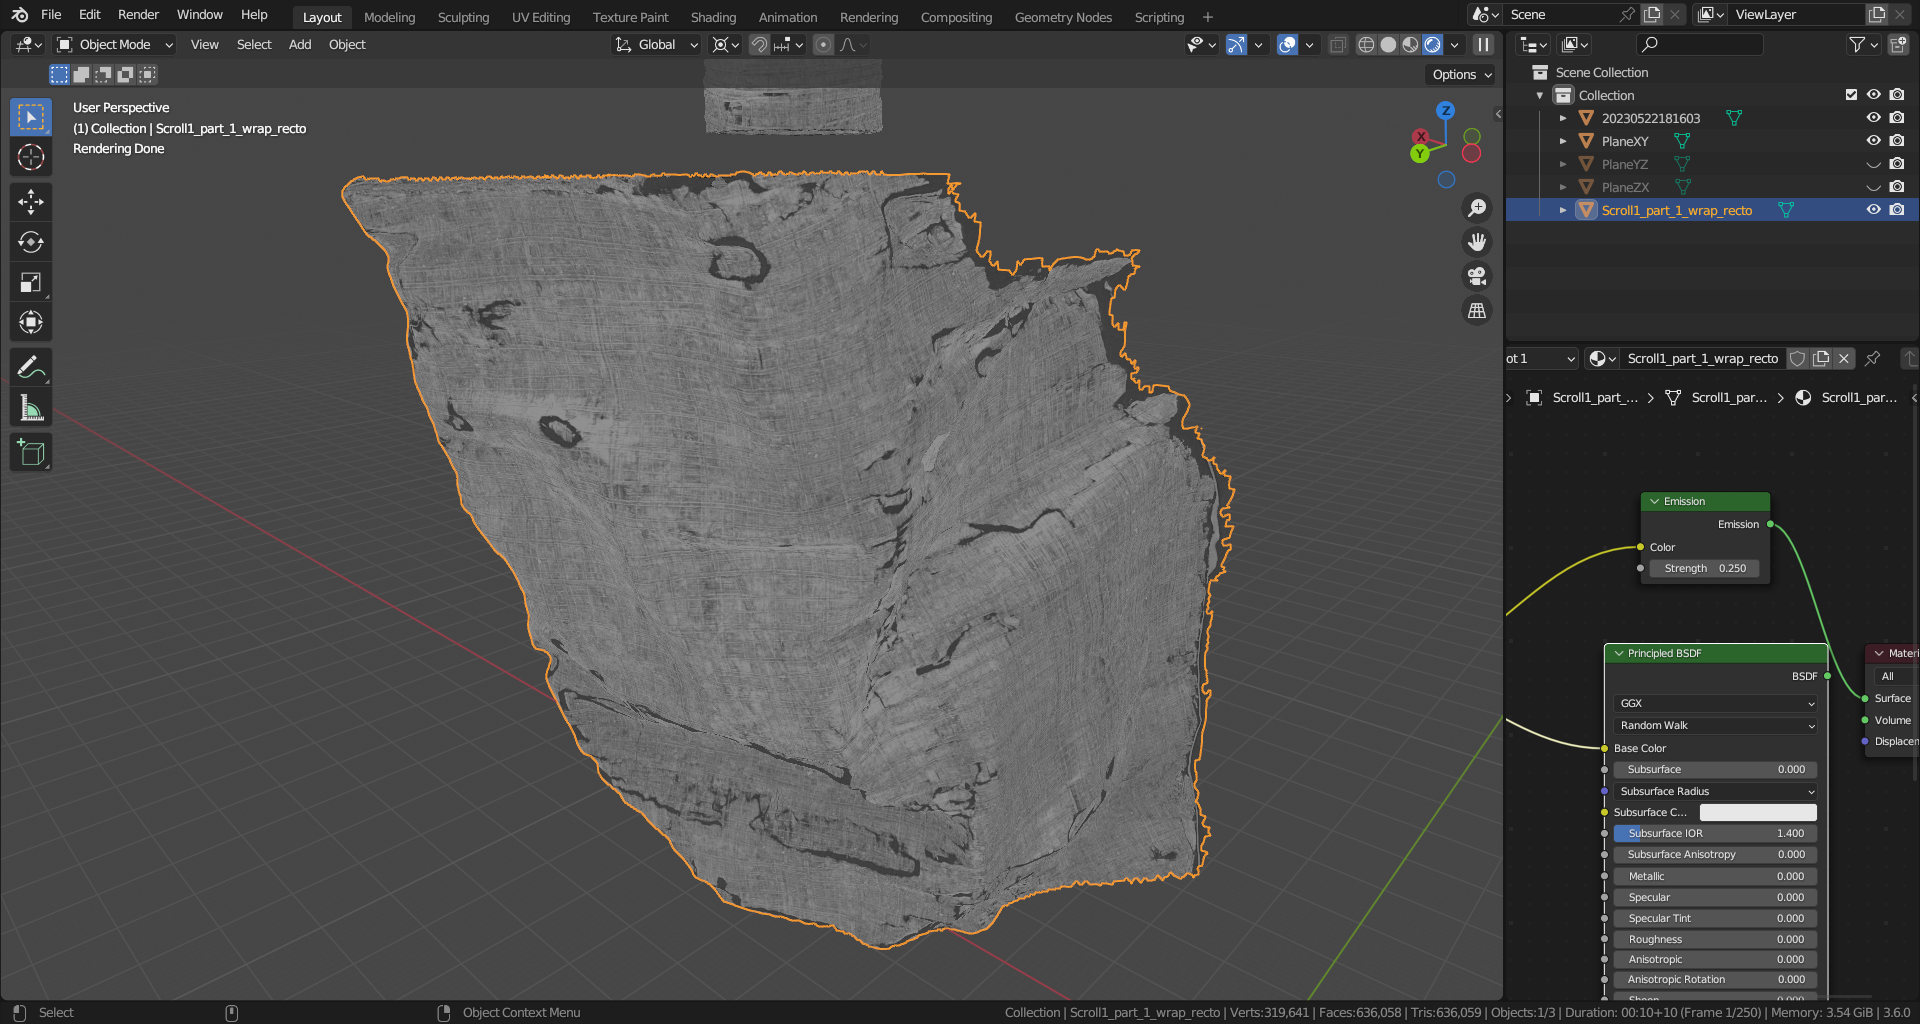 File Edit Render Window Help Layout Modeling Sculpting UV Editing Texture Paint Shading Animation Rendering Compositing Geometry Nodes Scripting + Scene ViewLayer
Object Mode View Select Add Object Global
Options
User Perspective
(1) Collection | Scroll1_part_1_wrap_recto
Rendering Done
Z
X
Y
Scene Collection
Collection
20230522181603
PlaneXY
PlaneYZ
PlaneZX
Scroll1_part_1_wrap_recto
ot 1 Scroll1_part_1_wrap_recto
Scroll1_part_... Scroll1_par... Scroll1_par...
Emission
Emission
Color
Strength 0.250
Principled BSDF
BSDF
GGX
Random Walk
Base Color
Subsurface 0.000
Subsurface Radius
Subsurface C...
Subsurface IOR 1.400
Subsurface Anisotropy 0.000
Metallic 0.000
Specular 0.000
Specular Tint 0.000
Roughness 0.000
Anisotropic 0.000
Anisotropic Rotation 0.000
Materi
All
Surface
Volume
Displacen
Select Object Context Menu Collection | Scroll1_part_1_wrap_recto | Verts:319,641 | Faces:636,058 | Tris:636,059 | Objects:1/3 | Duration: 00:10+10 (Frame 1/250) | Memory: 3.54 GiB | 3.6.0